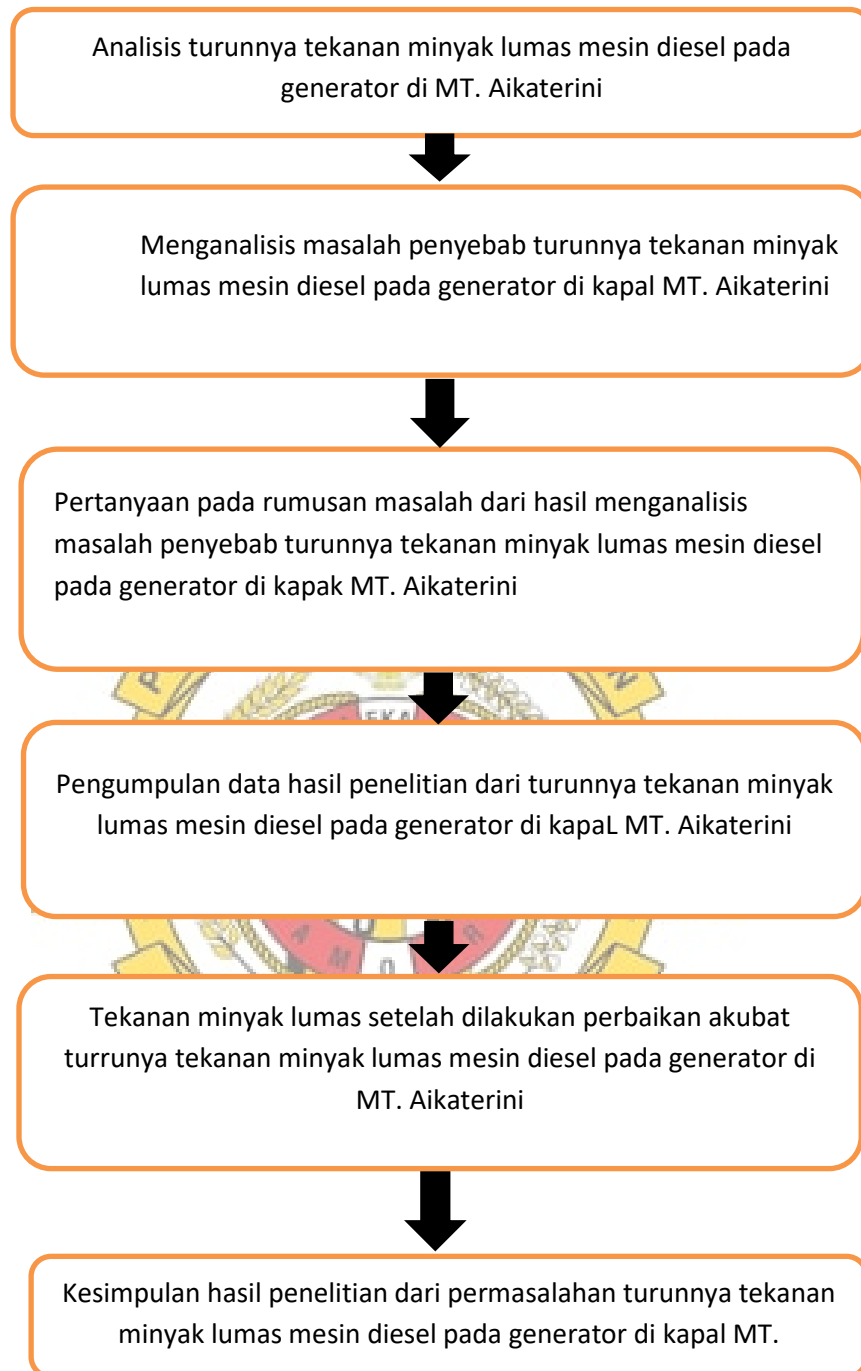 Analisis turunnya tekanan minyak lumas mesin diesel pada
generator di MT. Aikaterini
Menganalisis masalah penyebab turunnya tekanan minyak
lumas mesin diesel pada generator di kapal MT. Aikaterini
Pertanyaan pada rumusan masalah dari hasil menganalisis
masalah penyebab turunnya tekanan minyak lumas mesin diesel
pada generator di kapak MT. Aikaterini
Pengumpulan data hasil penelitian dari turunnya tekanan minyak
lumas mesin diesel pada generator di kapaL MT. Aikaterini
Tekanan minyak lumas setelah dilakukan perbaikan akubat
turrunya tekanan minyak lumas mesin diesel pada generator di
MT. Aikaterini
Kesimpulan hasil penelitian dari permasalahan turunnya tekanan
minyak lumas mesin diesel pada generator di kapal MT.